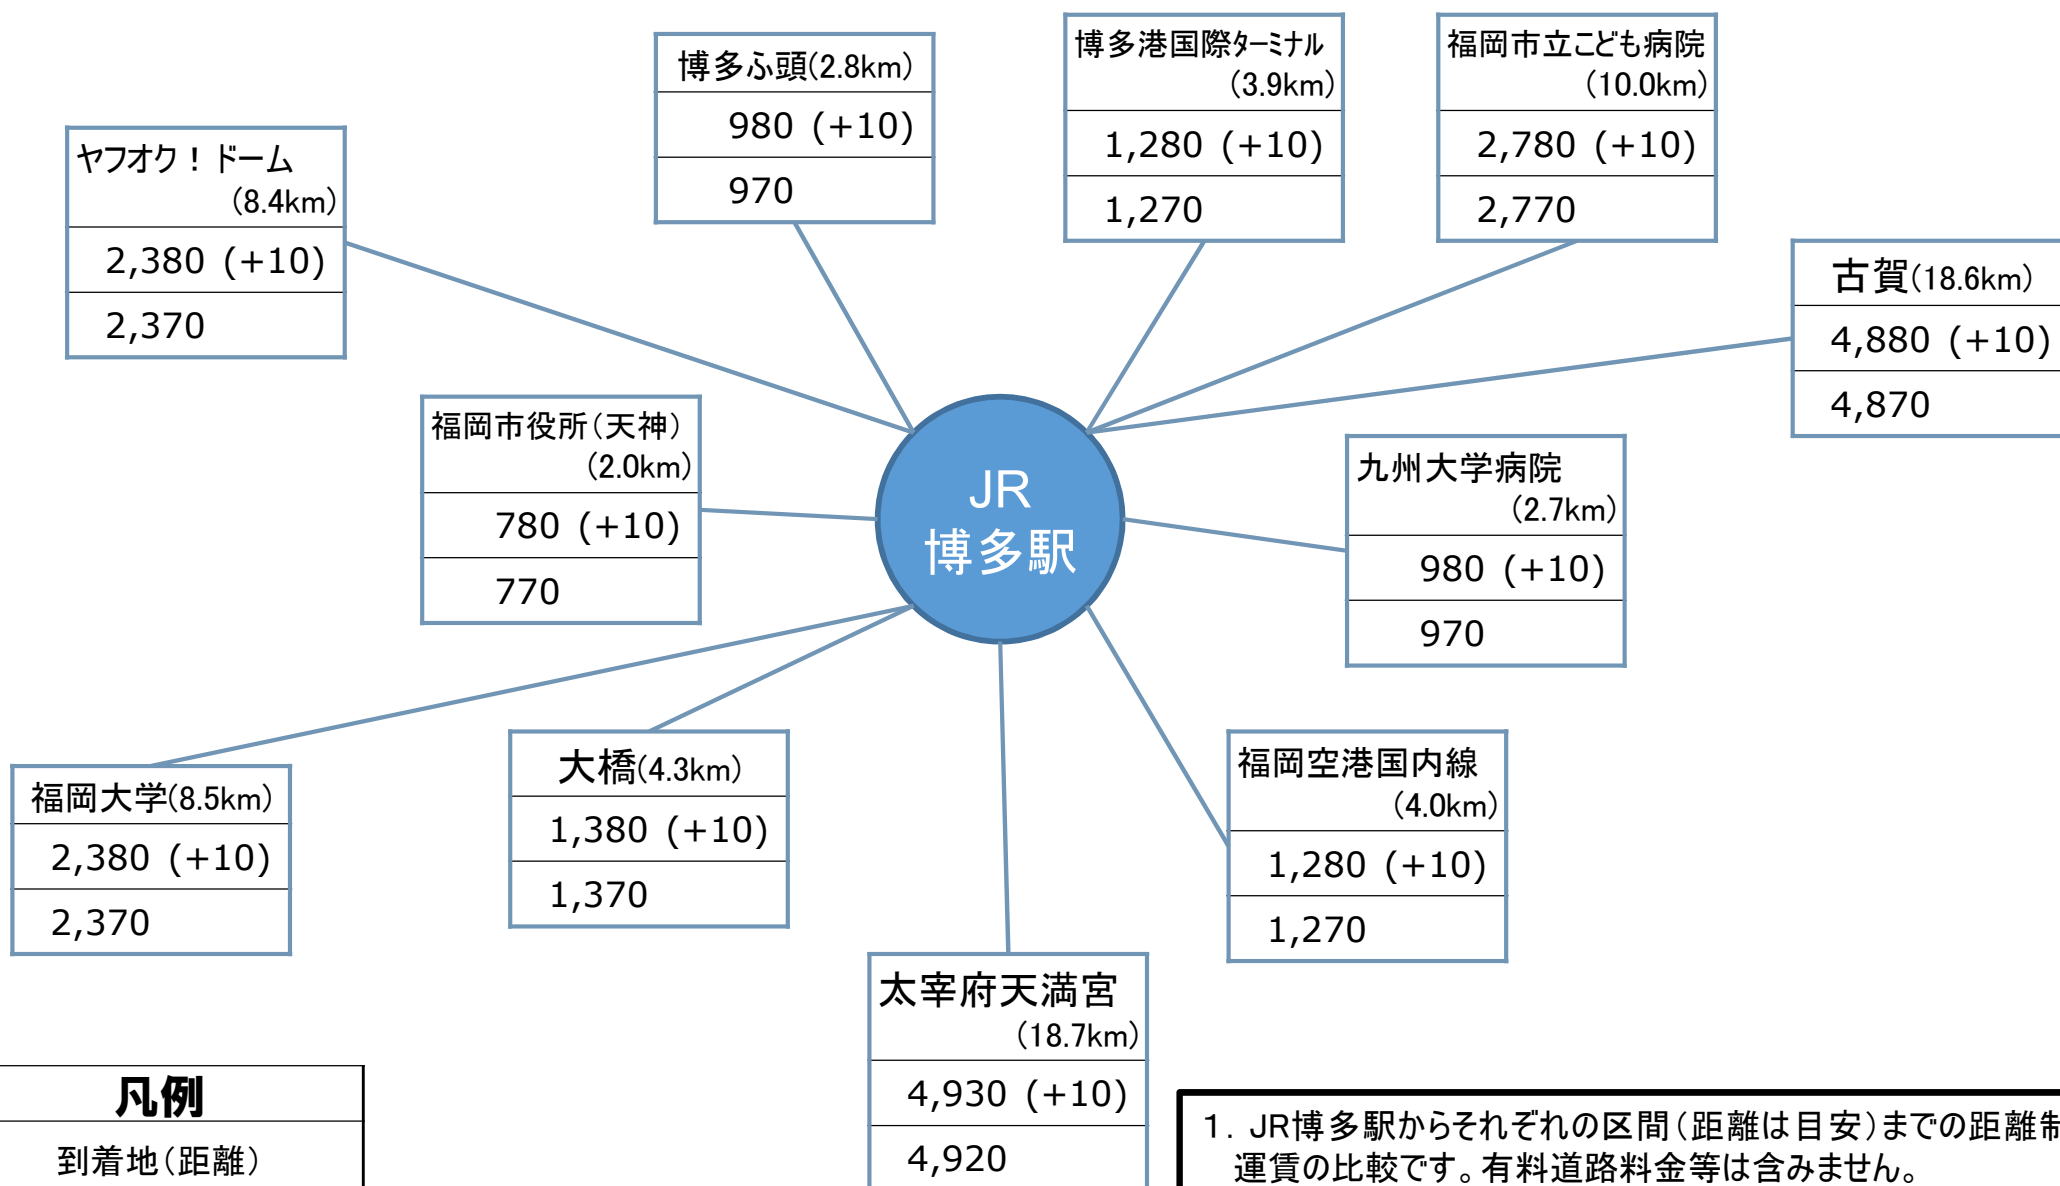 博多ふ頭(2.8km)
980 (+10)
970
博多港国際ターミナル
(3.9km)
1,280 (+10)
1,270
福岡市立こども病院
(10.0km)
2,780 (+10)
2,770
ヤフオク！ドーム
(8.4km)
2,380 (+10)
2,370
古賀(18.6km)
4,880 (+10)
4,870
福岡市役所(天神)
(2.0km)
780 (+10)
770
JR
博多駅
九州大学病院
(2.7km)
980 (+10)
970
福岡大学(8.5km)
2,380 (+10)
2,370
大橋(4.3km)
1,380 (+10)
1,370
福岡空港国内線
(4.0km)
1,280 (+10)
1,270
太宰府天満宮
(18.7km)
4,930 (+10)
4,920
凡例
到着地(距離)
1．JR博多駅からそれぞれの区間(距離は目安)までの距離制
運賃の比較です。有料道路料金等は含みません。